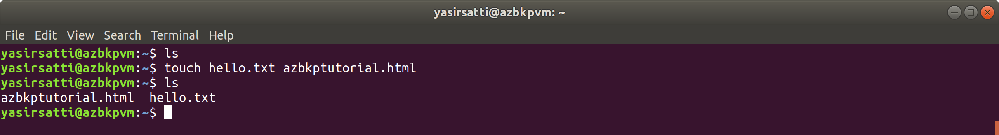 yasirsatti@azbkpvm: ~
File Edit View Search Terminal Help
yasirsatti@azbkpvm:~$ ls
yasirsatti@azbkpvm:~$ touch hello.txt azbkptutorial.html
yasirsatti@azbkpvm:~$ ls
azbkptutorial.html  hello.txt
yasirsatti@azbkpvm:~$